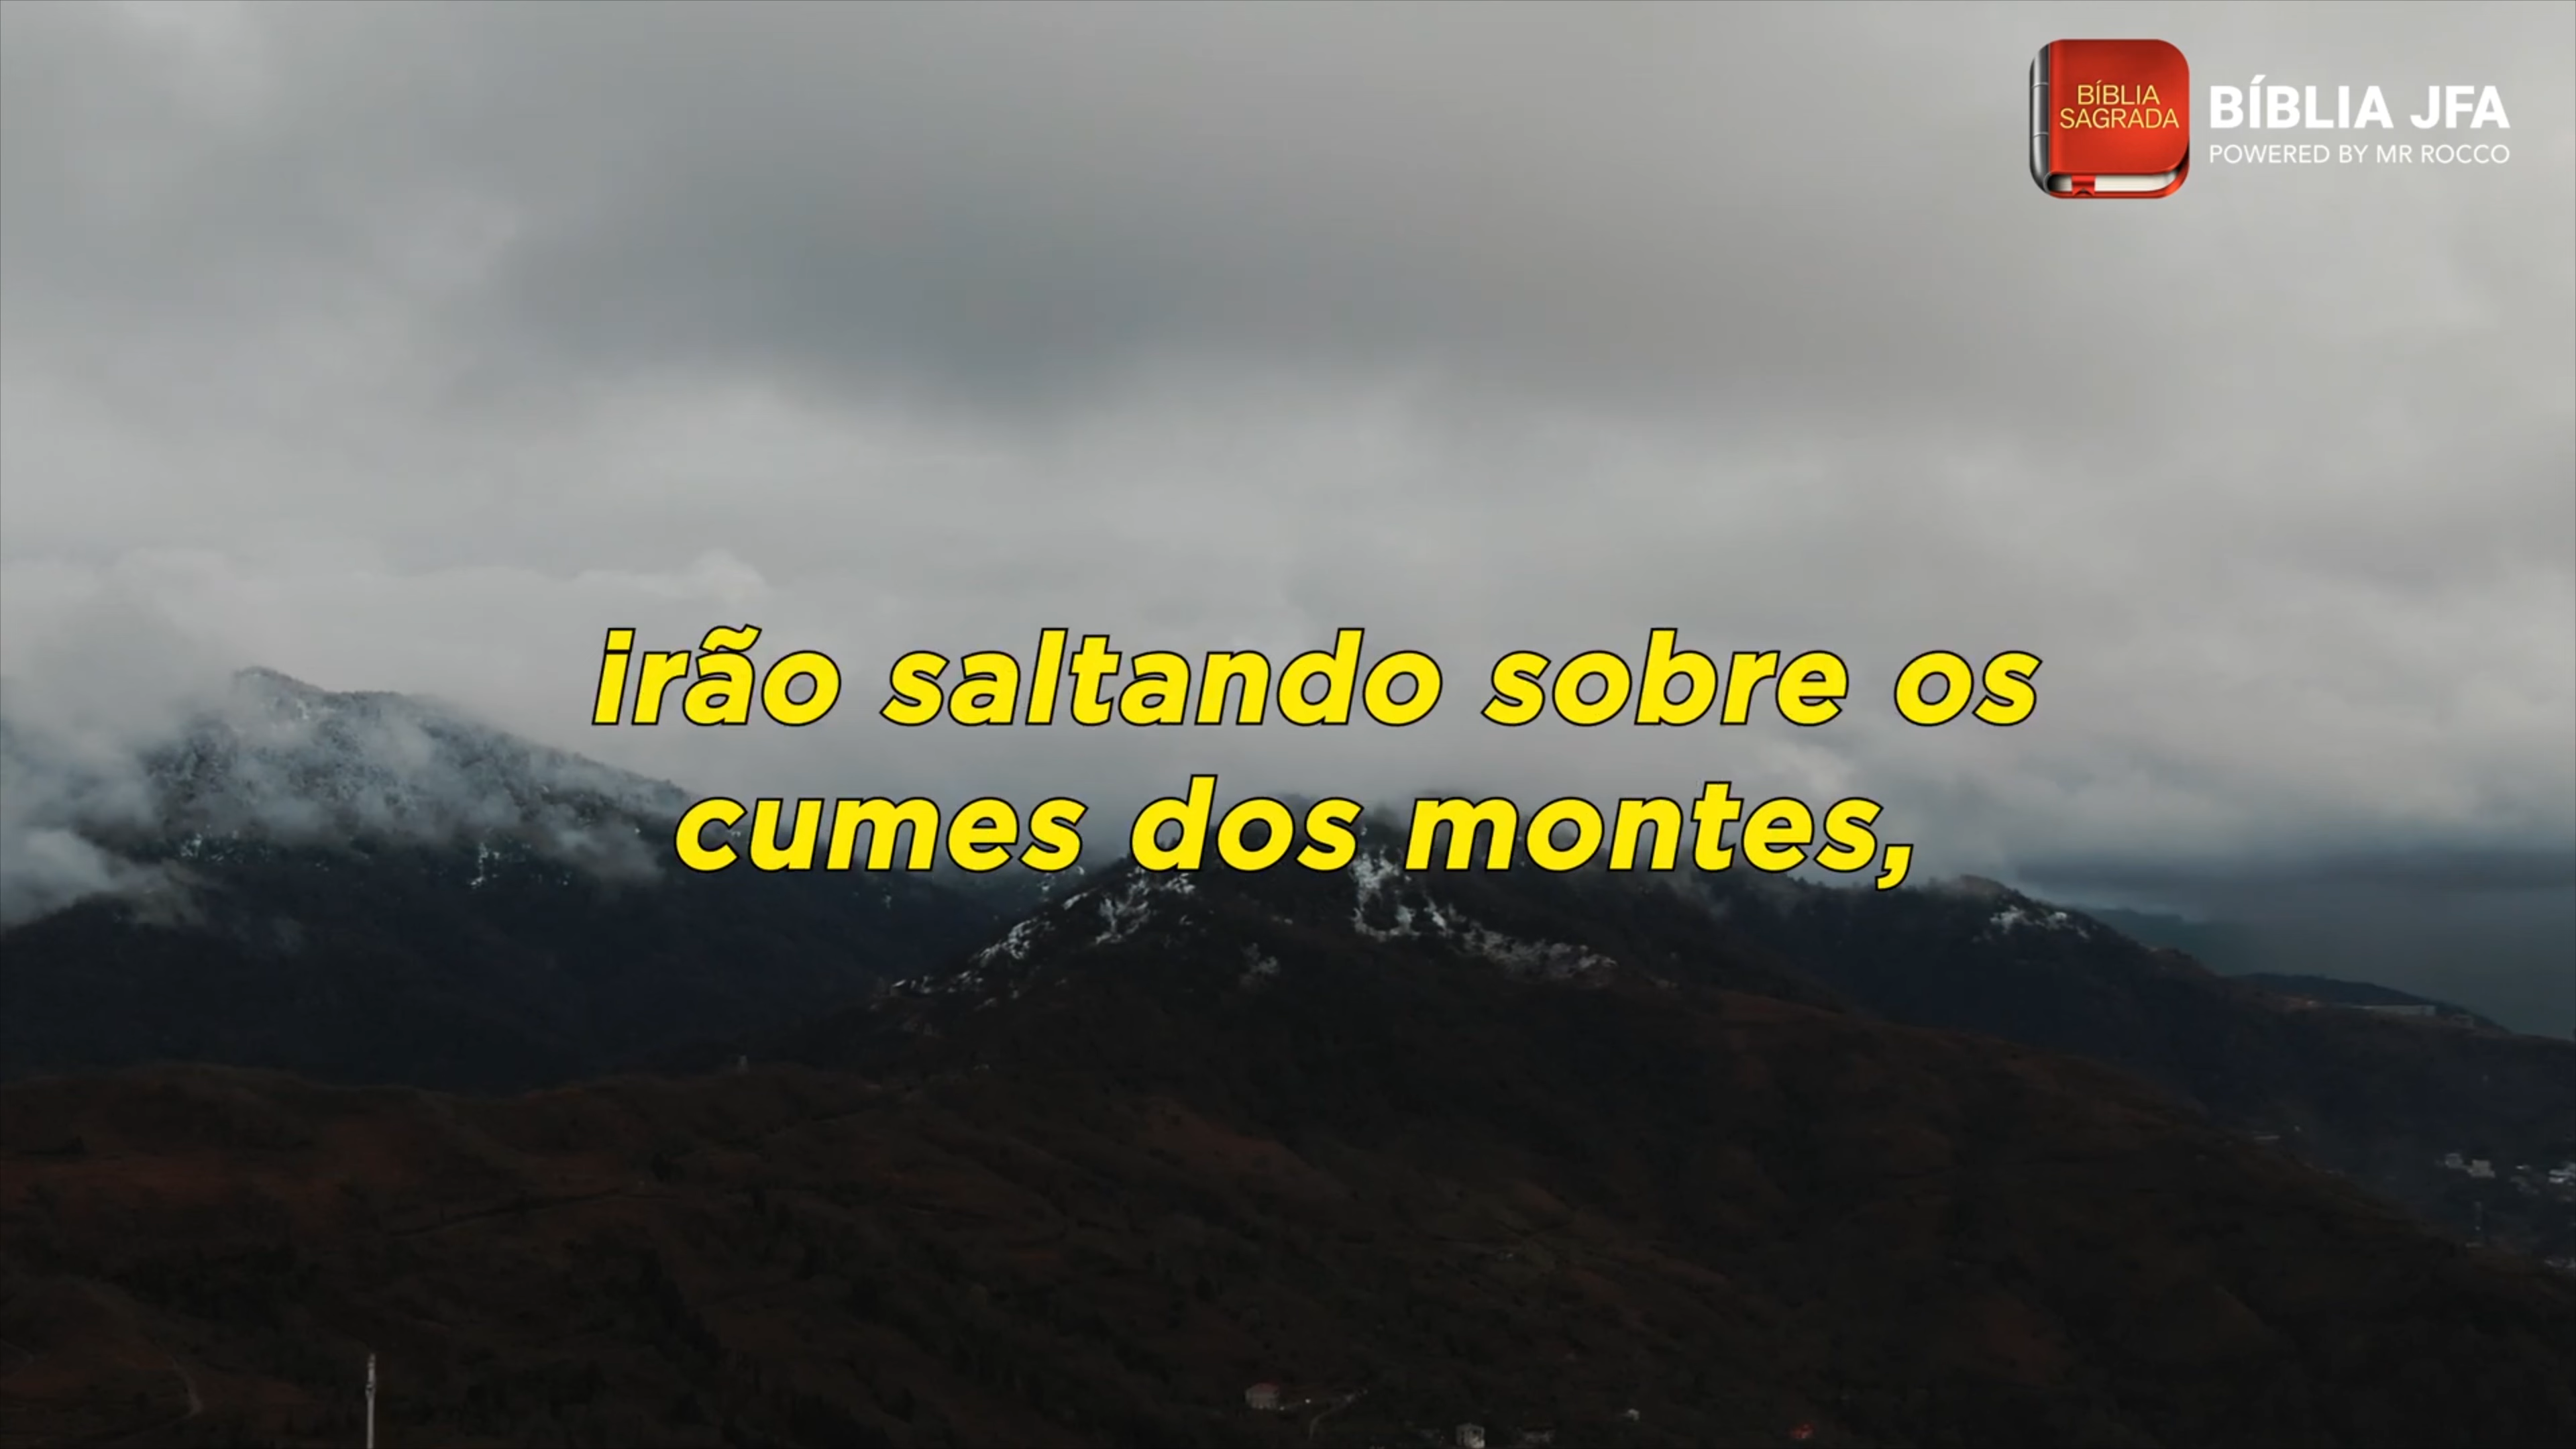 BÍBLIA
SAGRADA
BÍBLIA JFA
POWERED BY MR ROCCO
irão saltando sobre os
cumes dos montes,